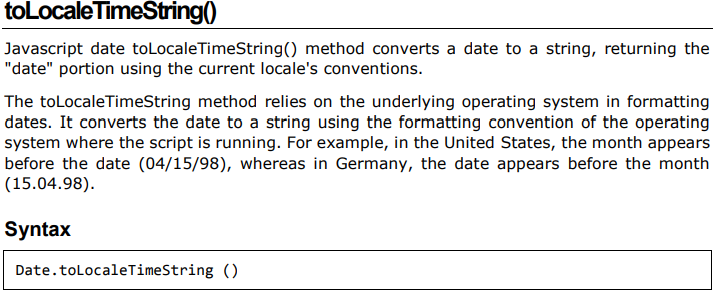 toLocaleTimeString()
Javascript date toLocaleTimeString() method converts a date to a string, returning the
"date" portion using the current locale's conventions.
The toLocaleTimeString method relies on the underlying operating system in formatting
dates. It converts the date to a string using the formatting convention of the operating
system where the script is running. For example, in the United States, the month appears
before the date (04/15/98), whereas in Germany, the date appears before the month
(15.04.98).
Syntax
Date.toLocaleTimeString ()